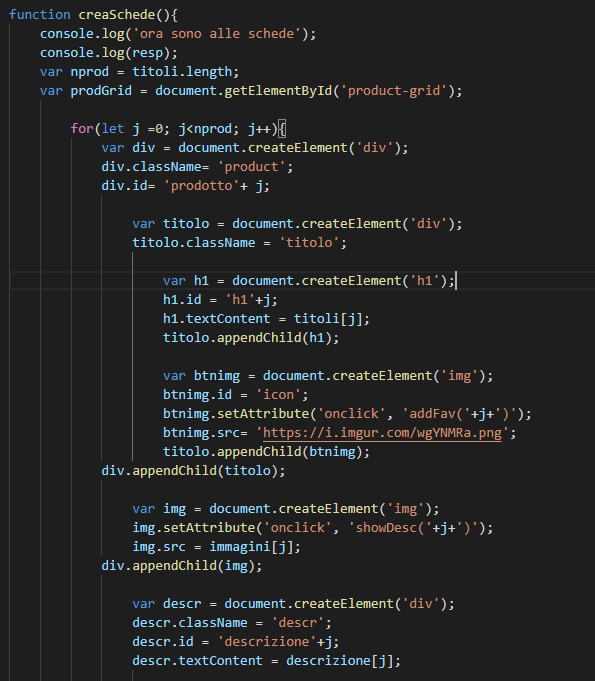 function creaSchede(){
console.log('ora sono alle schede');
console.log(resp);
var nprod = titoli.length;
var prodGrid = document.getElementById('product-grid');
for(let j =0; j<nprod; j++){
var div = document.createElement('div');
div.className= 'product';
div.id= 'prodotto'+ j;
var titolo = document.createElement('div');
titolo.className = 'titolo';
var h1 = document.createElement('h1');
h1.id = 'h1'+j;
h1.textContent = titoli[j];
titolo.appendChild(h1);
var btnimg = document.createElement('img');
btnimg.id = 'icon';
btnimg.setAttribute('onclick', 'addFav('+j+')');
btnimg.src= 'https://i.imgur.com/wgYNMRa.png';
titolo.appendChild(btnimg);
div.appendChild(titolo);
var img = document.createElement('img');
img.setAttribute('onclick', 'showDesc('+j+')');
img.src = immagini[j];
div.appendChild(img);
var descr = document.createElement('div');
descr.className = 'descr';
descr.id = 'descrizione'+j;
descr.textContent = descrizione[j];